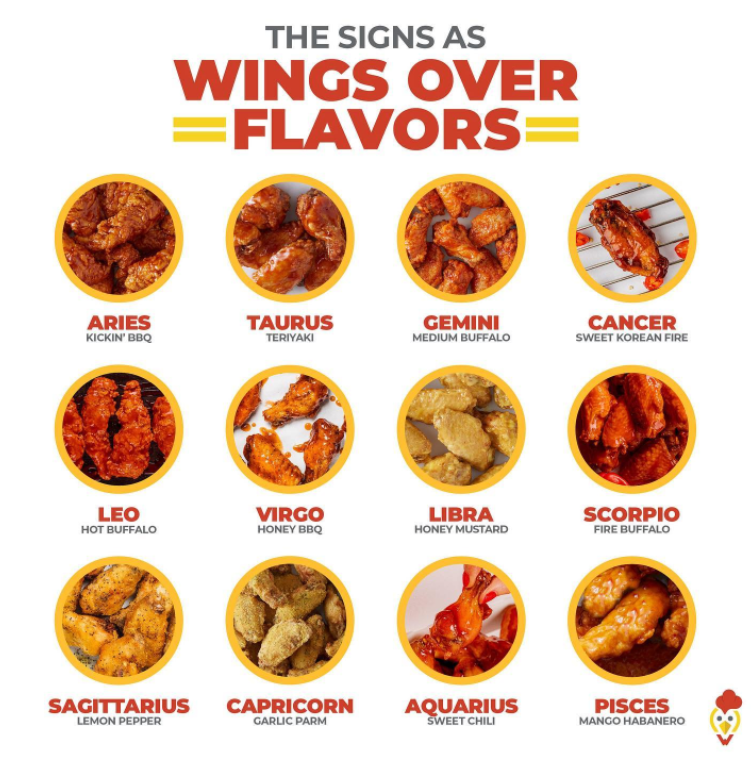 THE SIGNS AS
WINGS OVER
FLAVORS
ARIES
KICKIN' BBQ
TAURUS
TERIYAKI
GEMINI
MEDIUM BUFFALO
CANCER
SWEET KOREAN FIRE
LEO
HOT BUFFALO
VIRGO
HONEY BBQ
LIBRA
HONEY MUSTARD
SCORPIO
FIRE BUFFALO
SAGITTARIUS
LEMON PEPPER
CAPRICORN
GARLIC PARM
AQUARIUS
SWEET CHILI
PISCES
MANGO HABANERO